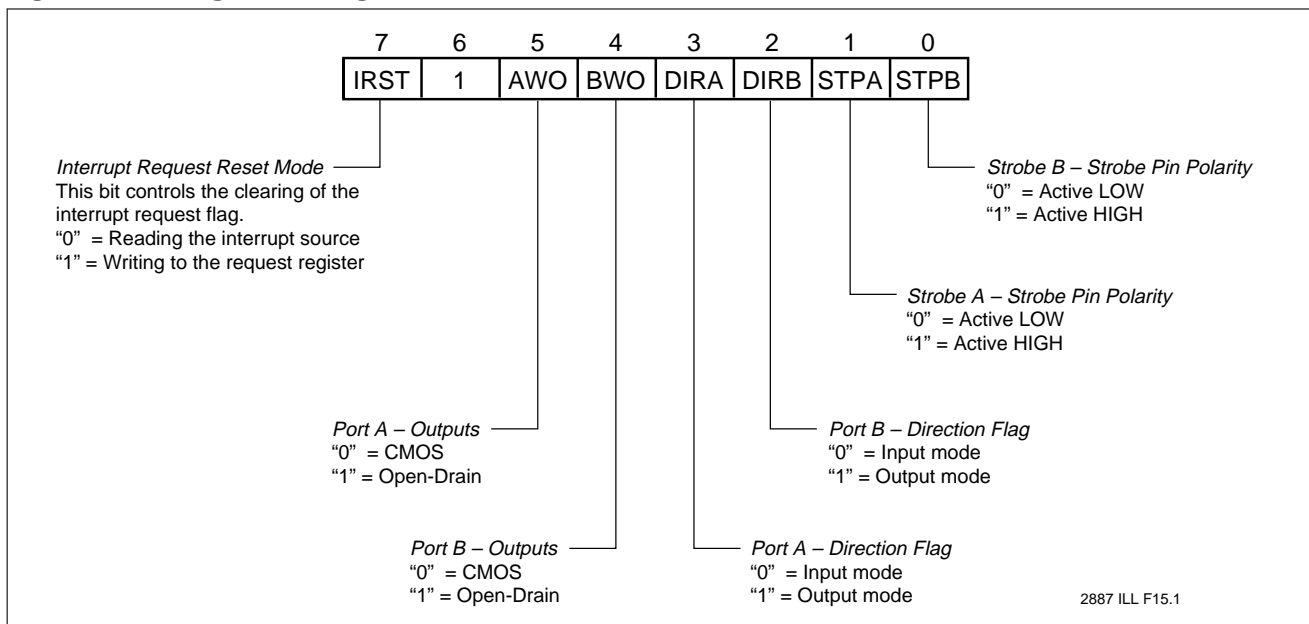 7 6 5 4 3 2 1 0
IRST 1 AWO BWO DIRA DIRB STPA STPB
Interrupt Request Reset Mode
This bit controls the clearing of the
interrupt request flag.
“0” = Reading the interrupt source
“1” = Writing to the request register
Strobe B – Strobe Pin Polarity
“0” = Active LOW
“1” = Active HIGH
Strobe A – Strobe Pin Polarity
“0” = Active LOW
“1” = Active HIGH
Port A – Outputs
“0” = CMOS
“1” = Open-Drain
Port B – Direction Flag
“0” = Input mode
“1” = Output mode
Port B – Outputs
“0” = CMOS
“1” = Open-Drain
Port A – Direction Flag
“0” = Input mode
“1” = Output mode
2887 ILL F15.1